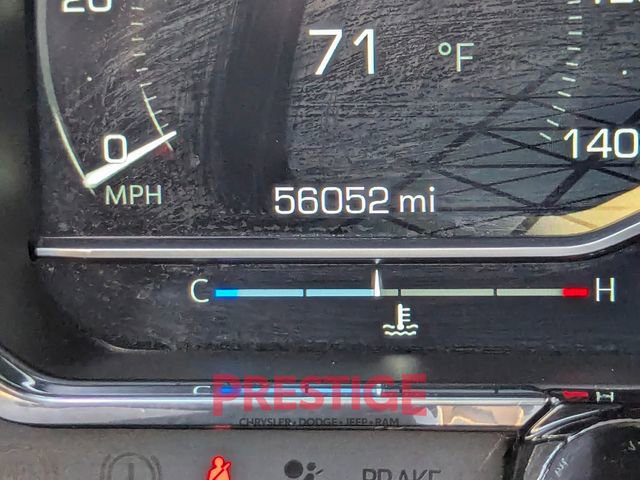 20
71 °F
0
140
MPH
56052 mi
C H
C H
PRESTIGE
CHRYSLER · DODGE · JEEP · RAM
BRAKE